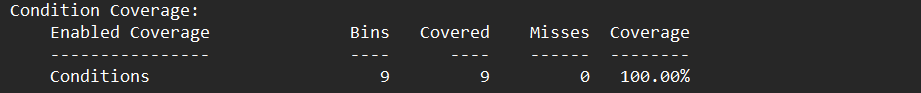 Condition Coverage:
    Enabled Coverage              Bins   Covered    Misses  Coverage
    ----------------              ----      ----    ------  --------
    Conditions                       9         9         0   100.00%